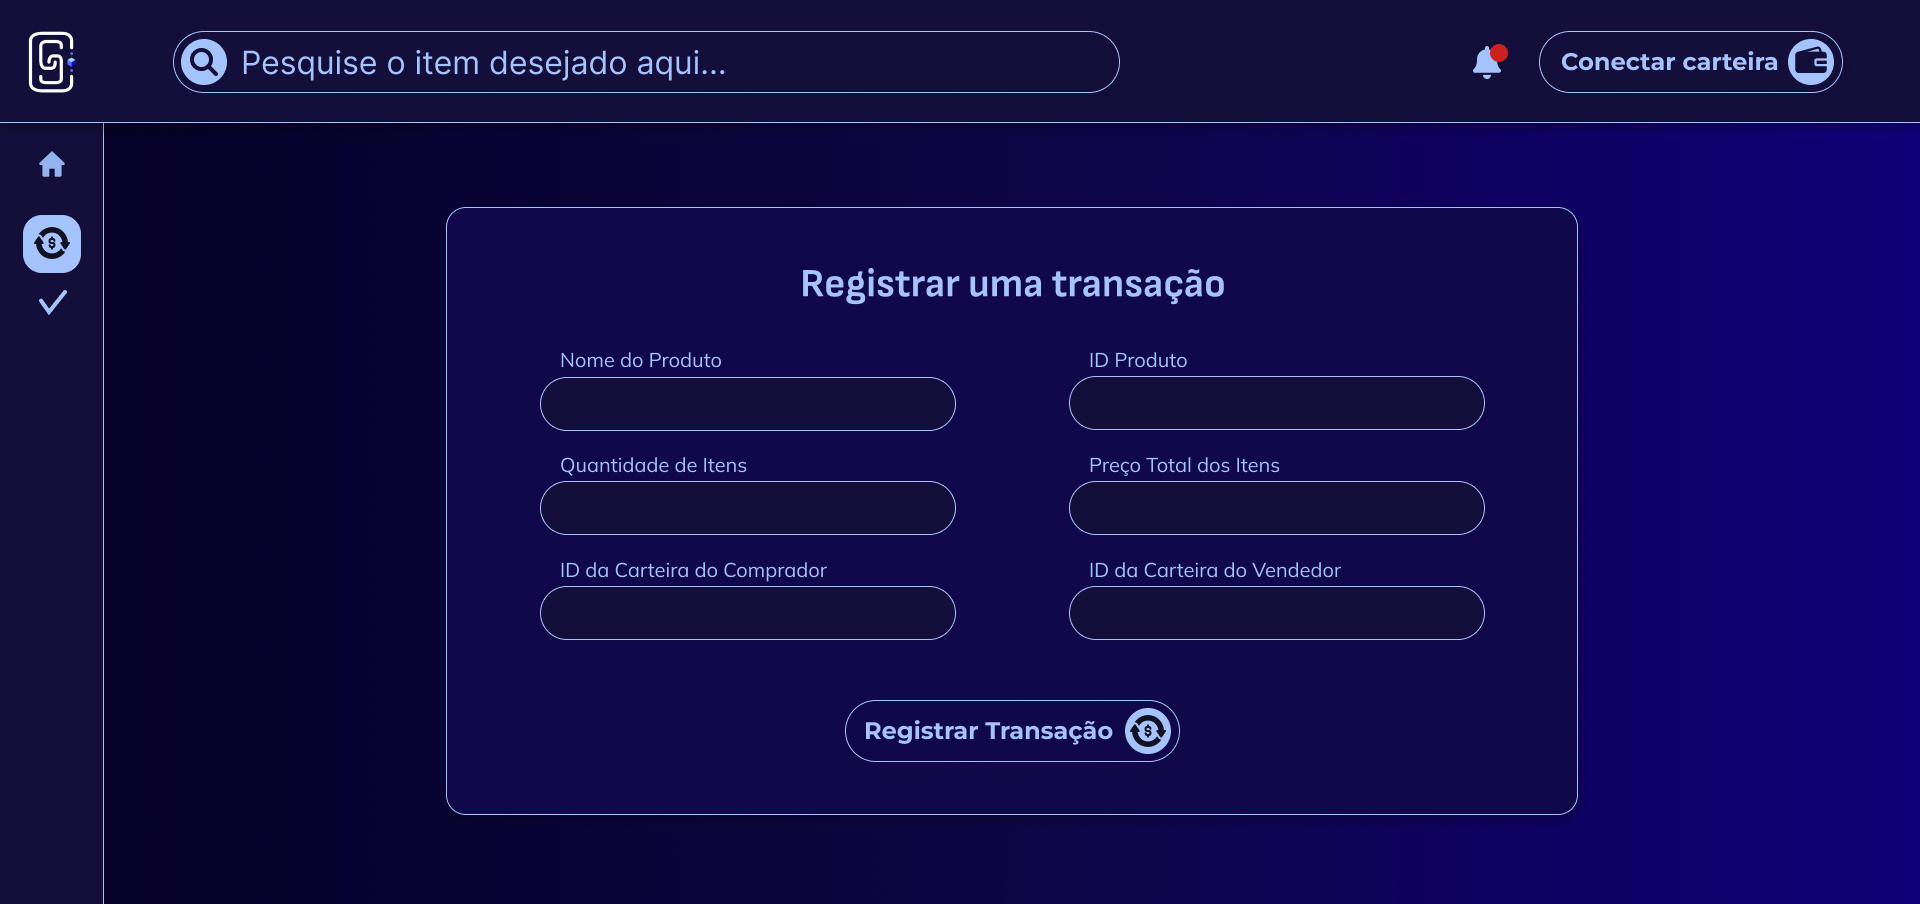 Pesquise o item desejado aqui...
Conectar carteira
Registrar uma transação
Nome do Produto
ID Produto
Quantidade de Itens
Preço Total dos Itens
ID da Carteira do Comprador
ID da Carteira do Vendedor
Registrar Transação